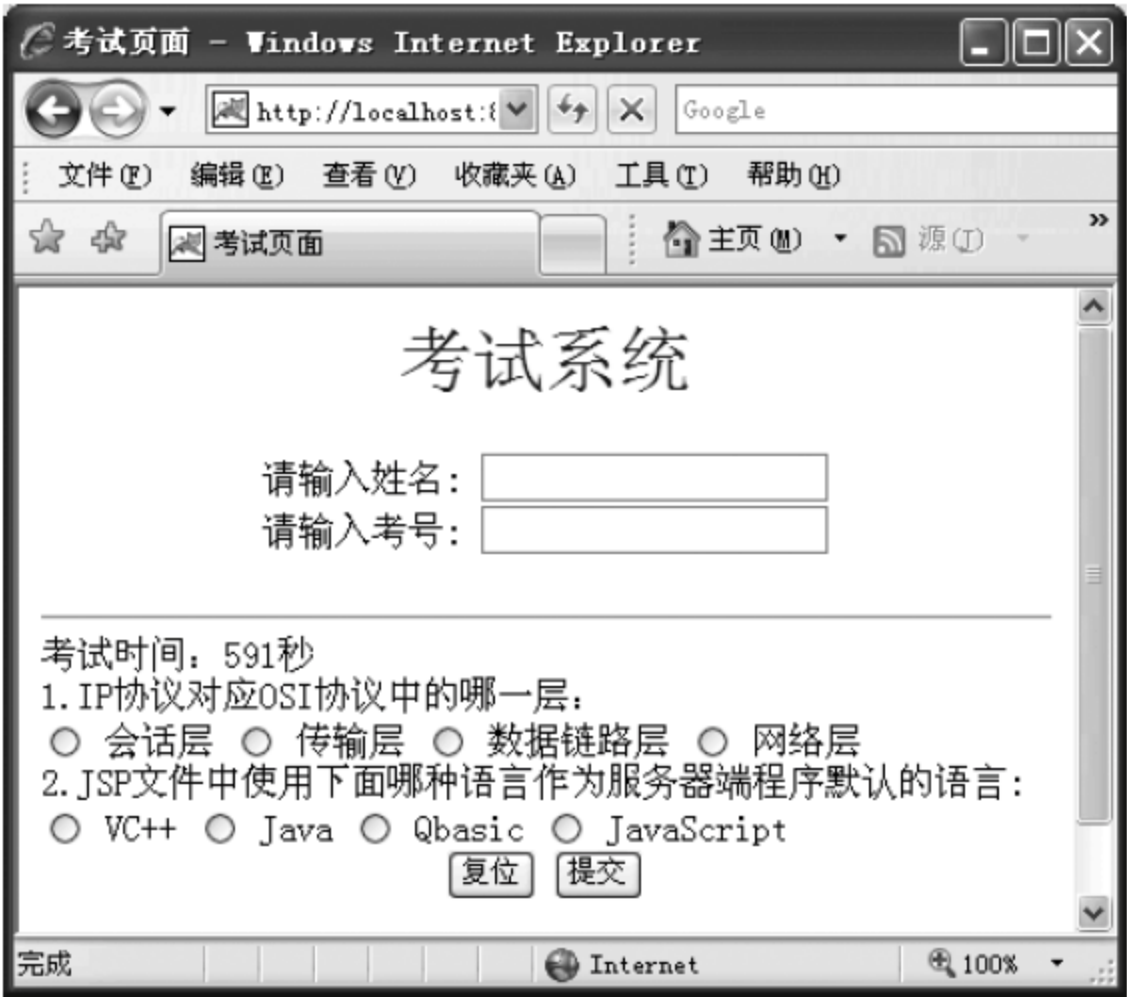 考试页面 - Windows Internet Explorer
http://localhost:8
Google
文件(F) 编辑(E) 查看(V) 收藏夹(A) 工具(T) 帮助(H)
考试页面 主页(M) 源(J) »
考试系统
请输入姓名:
请输入考号:
考试时间：591秒
1.IP协议对应OSI协议中的哪一层：
会话层 传输层 数据链路层 网络层
2.JSP文件中使用下面哪种语言作为服务器端程序默认的语言:
VC++ Java Qbasic JavaScript
复位 提交
完成 Internet 100%